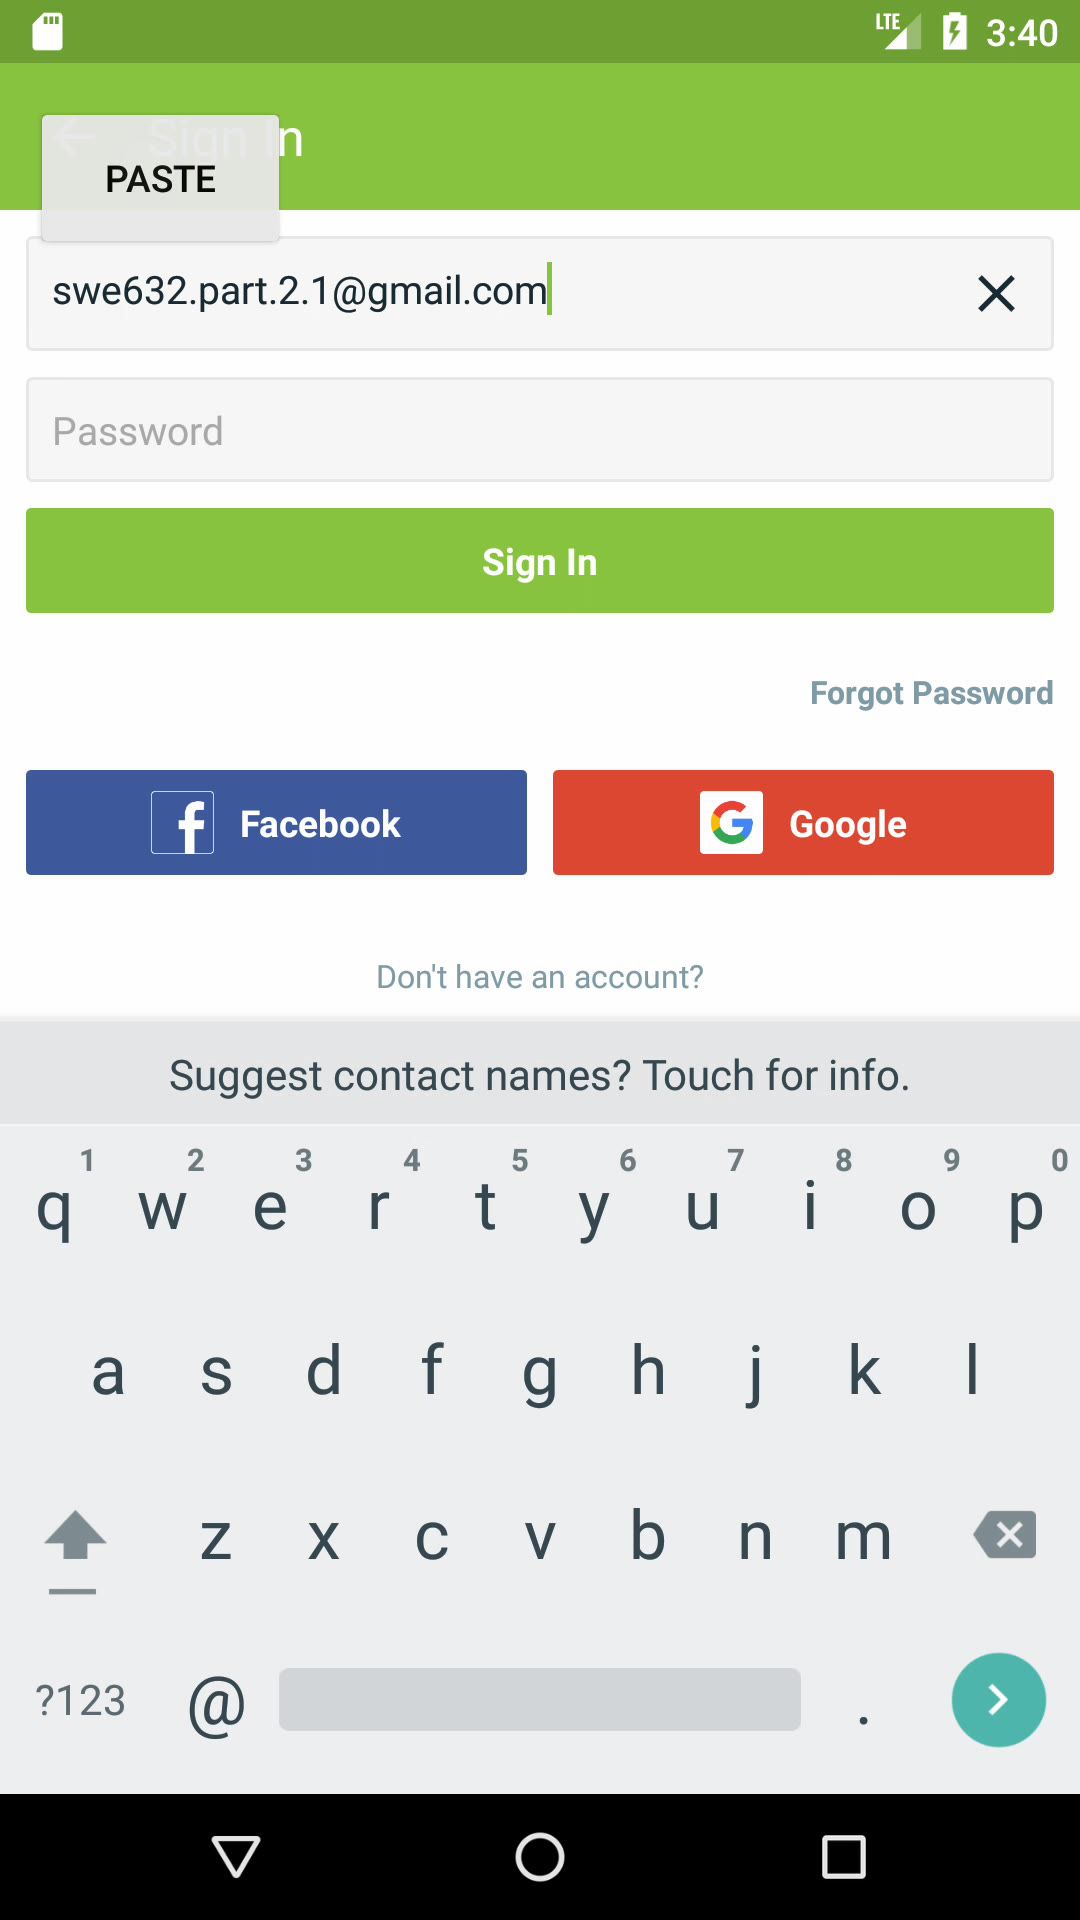 LTE 3:40
Sign In
PASTE
swe632.part.2.1@gmail.com
Password
Sign In
Forgot Password
Facebook Google
Don't have an account?
Suggest contact names? Touch for info.
1 2 3 4 5 6 7 8 9 0
q w e r t y u i o p
a s d f g h j k l
z x c v b n m
?123 @ .